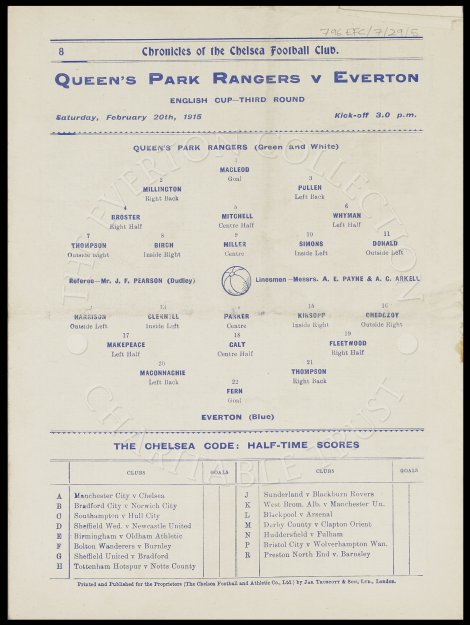 796 EFC/7/29/5
8 Chronicles of the Chelsea Football Club.
QUEEN'S PARK RANGERS V EVERTON
ENGLISH CUP—THIRD ROUND
Saturday, February 20th, 1915 Kick-off 3.0 p.m.
QUEEN'S PARK RANGERS (Green and White)
1
MACLEOD
Goal
2 3
MILLINGTON PULLEN
Right Back Left Back
4 5 6
BROSTER MITCHELL WHYMAN
Right Half Centre Half Left Half
7 8 9 10 11
THOMPSON BIRCH MILLER SIMONS DONALD
Outside Right Inside Right Centre Inside Left Outside Left
Referee—Mr. J. F. PEARSON (Dudley) Linesmen—Messrs. A. E. PAYNE & A. C. ARKELL
HARRISON CLENNELL PARKER KIRSOPP CHEDGZOY
Outside Left Inside Left Centre Inside Right Outside Right
17 18 19
MAKEPEACE GALT FLEETWOOD
Left Half Centre Half Right Half
20 21
MACONNACHIE THOMPSON
Left Back Right Back
22
FERN
Goal
EVERTON (Blue)
THE CHELSEA CODE: HALF-TIME SCORES
CLUBS GOALS CLUBS GOALS
A Manchester City v Chelsea
B Bradford City v Norwich City
C Southampton v Hull City
D Sheffield Wed. v Newcastle United
E Birmingham v Oldham Athletic
F Bolton Wanderers v Burnley
G Sheffield United v Bradford
H Tottenham Hotspur v Notts County
J Sunderland v Blackburn Rovers
K West Brom. Alb. v Manchester Un.
L Blackpool v Arsenal
M Derby County v Clapton Orient
N Huddersfield v Fulham
P Bristol City v Wolverhampton Wan.
R Preston North End v Barnsley
Printed and Published for the Proprietors (The Chelsea Football and Athletic Co., Ltd.) by Jas. Truscott & Son, Ltd., London.
THE EVERTON COLLECTION
CHARITABLE TRUST